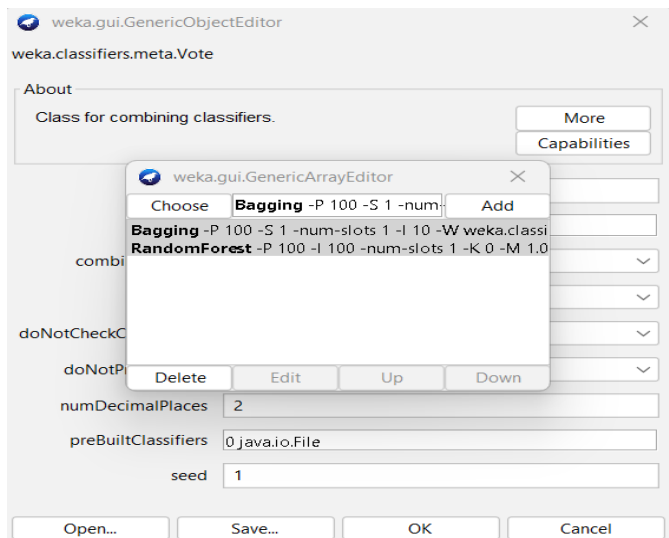 weka.gui.GenericObjectEditor
weka.classifiers.meta.Vote
About
Class for combining classifiers.
More
Capabilities
weka.gui.GenericArrayEditor
Choose
Bagging -P 100 -S 1 -num-
Add
Bagging -P 100 -S 1 -num-slots 1 -I 10 -W weka.classi
RandomForest -P 100 -I 100 -num-slots 1 -K 0 -M 1.0
combi
doNotCheckC
doNotP
Delete
Edit
Up
Down
numDecimalPlaces
2
preBuiltClassifiers
0 java.io.File
seed
1
Open...
Save...
OK
Cancel